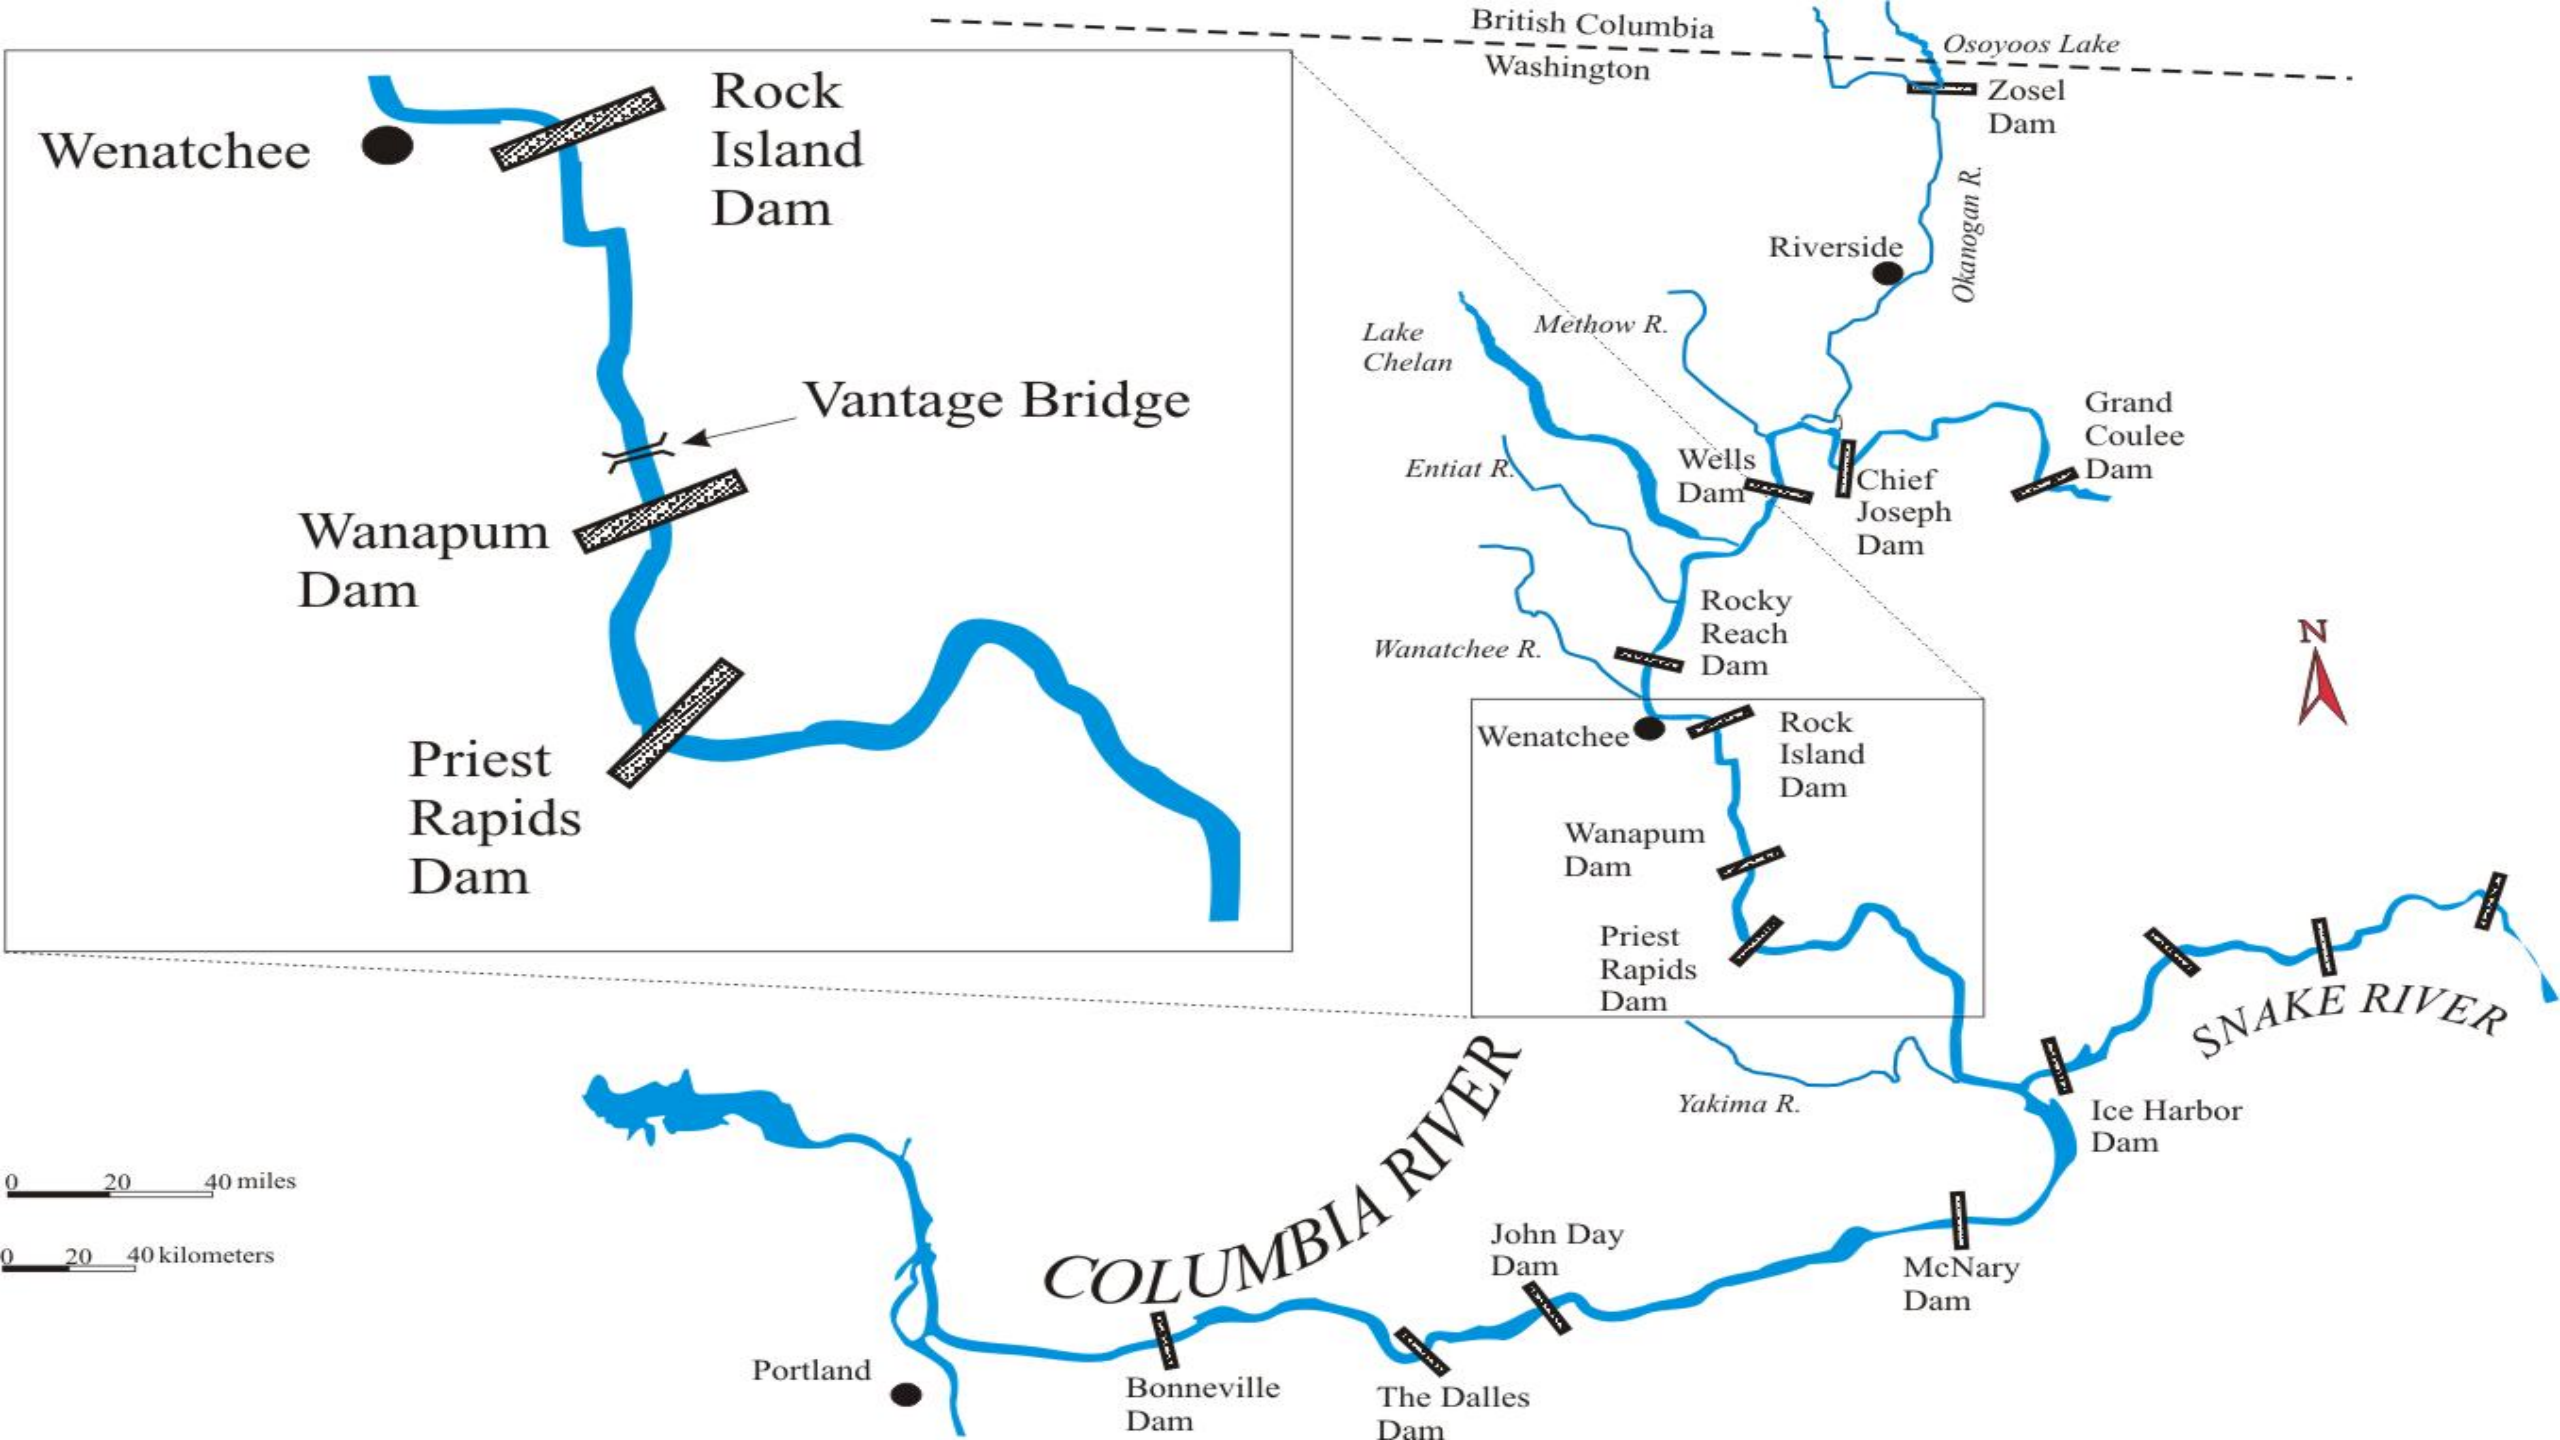 British Columbia
Washington
Osoyoos Lake
Zosel
Dam
Okanogan R.
Riverside
Methow R.
Lake
Chelan
Entiat R.
Wells
Dam
Chief
Joseph
Dam
Grand
Coulee
Dam
Rocky
Reach
Dam
Wanatchee R.
Wenatchee
Rock
Island
Dam
Wanapum
Dam
Priest
Rapids
Dam
N
Wenatchee
Rock
Island
Dam
Vantage Bridge
Wanapum
Dam
Priest
Rapids
Dam
SNAKE RIVER
Yakima R.
Ice Harbor
Dam
COLUMBIA RIVER
McNary
Dam
John Day
Dam
The Dalles
Dam
Bonneville
Dam
Portland
0 20 40 miles
0 20 40 kilometers